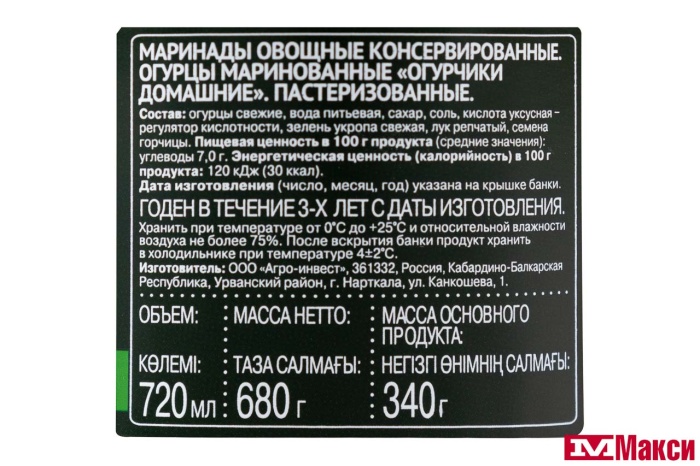 МАРИНАДЫ ОВОЩНЫЕ КОНСЕРВИРОВАННЫЕ.
ОГУРЦЫ МАРИНОВАННЫЕ «ОГУРЧИКИ
ДОМАШНИЕ». ПАСТЕРИЗОВАННЫЕ.
Состав: огурцы свежие, вода питьевая, сахар, соль, кислота уксусная -
регулятор кислотности, зелень укропа свежая, лук репчатый, семена
горчицы. Пищевая ценность в 100 г продукта (средние значения):
углеводы 7,0 г. Энергетическая ценность (калорийность) в 100 г
продукта: 120 кДж (30 ккал).
Дата изготовления (число, месяц, год) указана на крышке банки.
ГОДЕН В ТЕЧЕНИЕ 3-Х ЛЕТ С ДАТЫ ИЗГОТОВЛЕНИЯ.
Хранить при температуре от 0°С до +25°С и относительной влажности
воздуха не более 75%. После вскрытия банки продукт хранить
в холодильнике при температуре 4±2°С.
Изготовитель: ООО «Агро-инвест», 361332, Россия, Кабардино-Балкарская
Республика, Урванский район, г. Нарткала, ул. Канкошева, 1.
ОБЪЕМ: МАССА НЕТТО: МАССА ОСНОВНОГО
ПРОДУКТА:
КӨЛЕМІ: ТАЗА САЛМАҒЫ: НЕГІЗГІ ӨНІМНІҢ САЛМАҒЫ:
720 мл 680 г 340 г
Макси